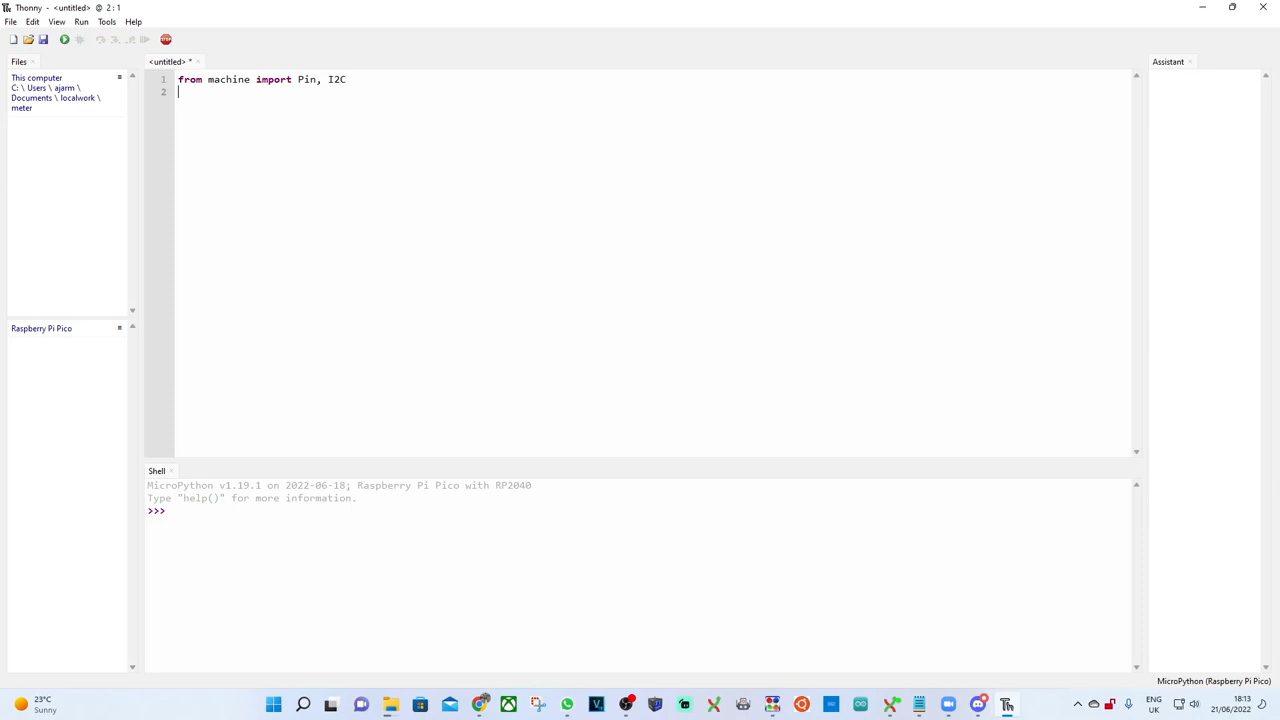 Thonny - <untitled> @ 2 : 1
File Edit View Run Tools Help
STOP
Files
<untitled> *
Assistant
This computer
C: \ Users \ ajarm \
Documents \ localwork \
meter
1 from machine import Pin, I2C
2
Raspberry Pi Pico
Shell
MicroPython v1.19.1 on 2022-06-18; Raspberry Pi Pico with RP2040
Type "help()" for more information.
>>>
MicroPython (Raspberry Pi Pico)
23°C
Sunny
ENG
UK
18:13
21/06/2022